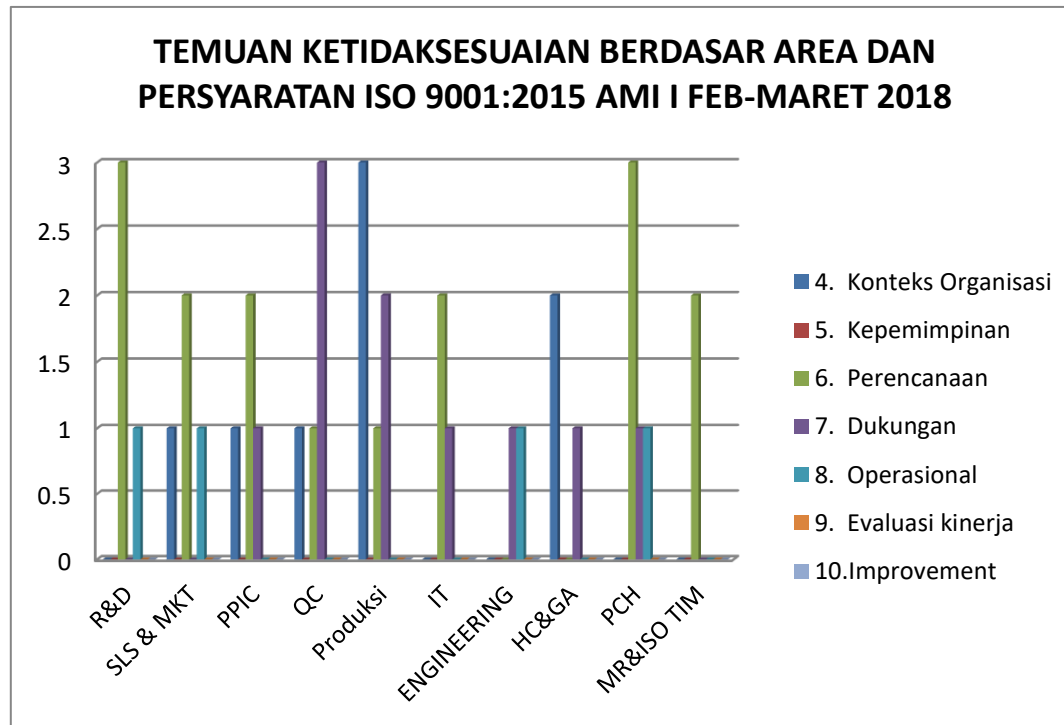 TEMUAN KETIDAKSESUAIAN BERDASAR AREA DAN
PERSYARATAN ISO 9001:2015 AMI I FEB-MARET 2018
3
2.5
2
1.5
1
0.5
0
R&D
SLS & MKT
PPIC
QC
Produksi
IT
ENGINEERING
HC&GA
PCH
MR&ISO TIM
4. Konteks Organisasi
5. Kepemimpinan
6. Perencanaan
7. Dukungan
8. Operasional
9. Evaluasi kinerja
10.Improvement